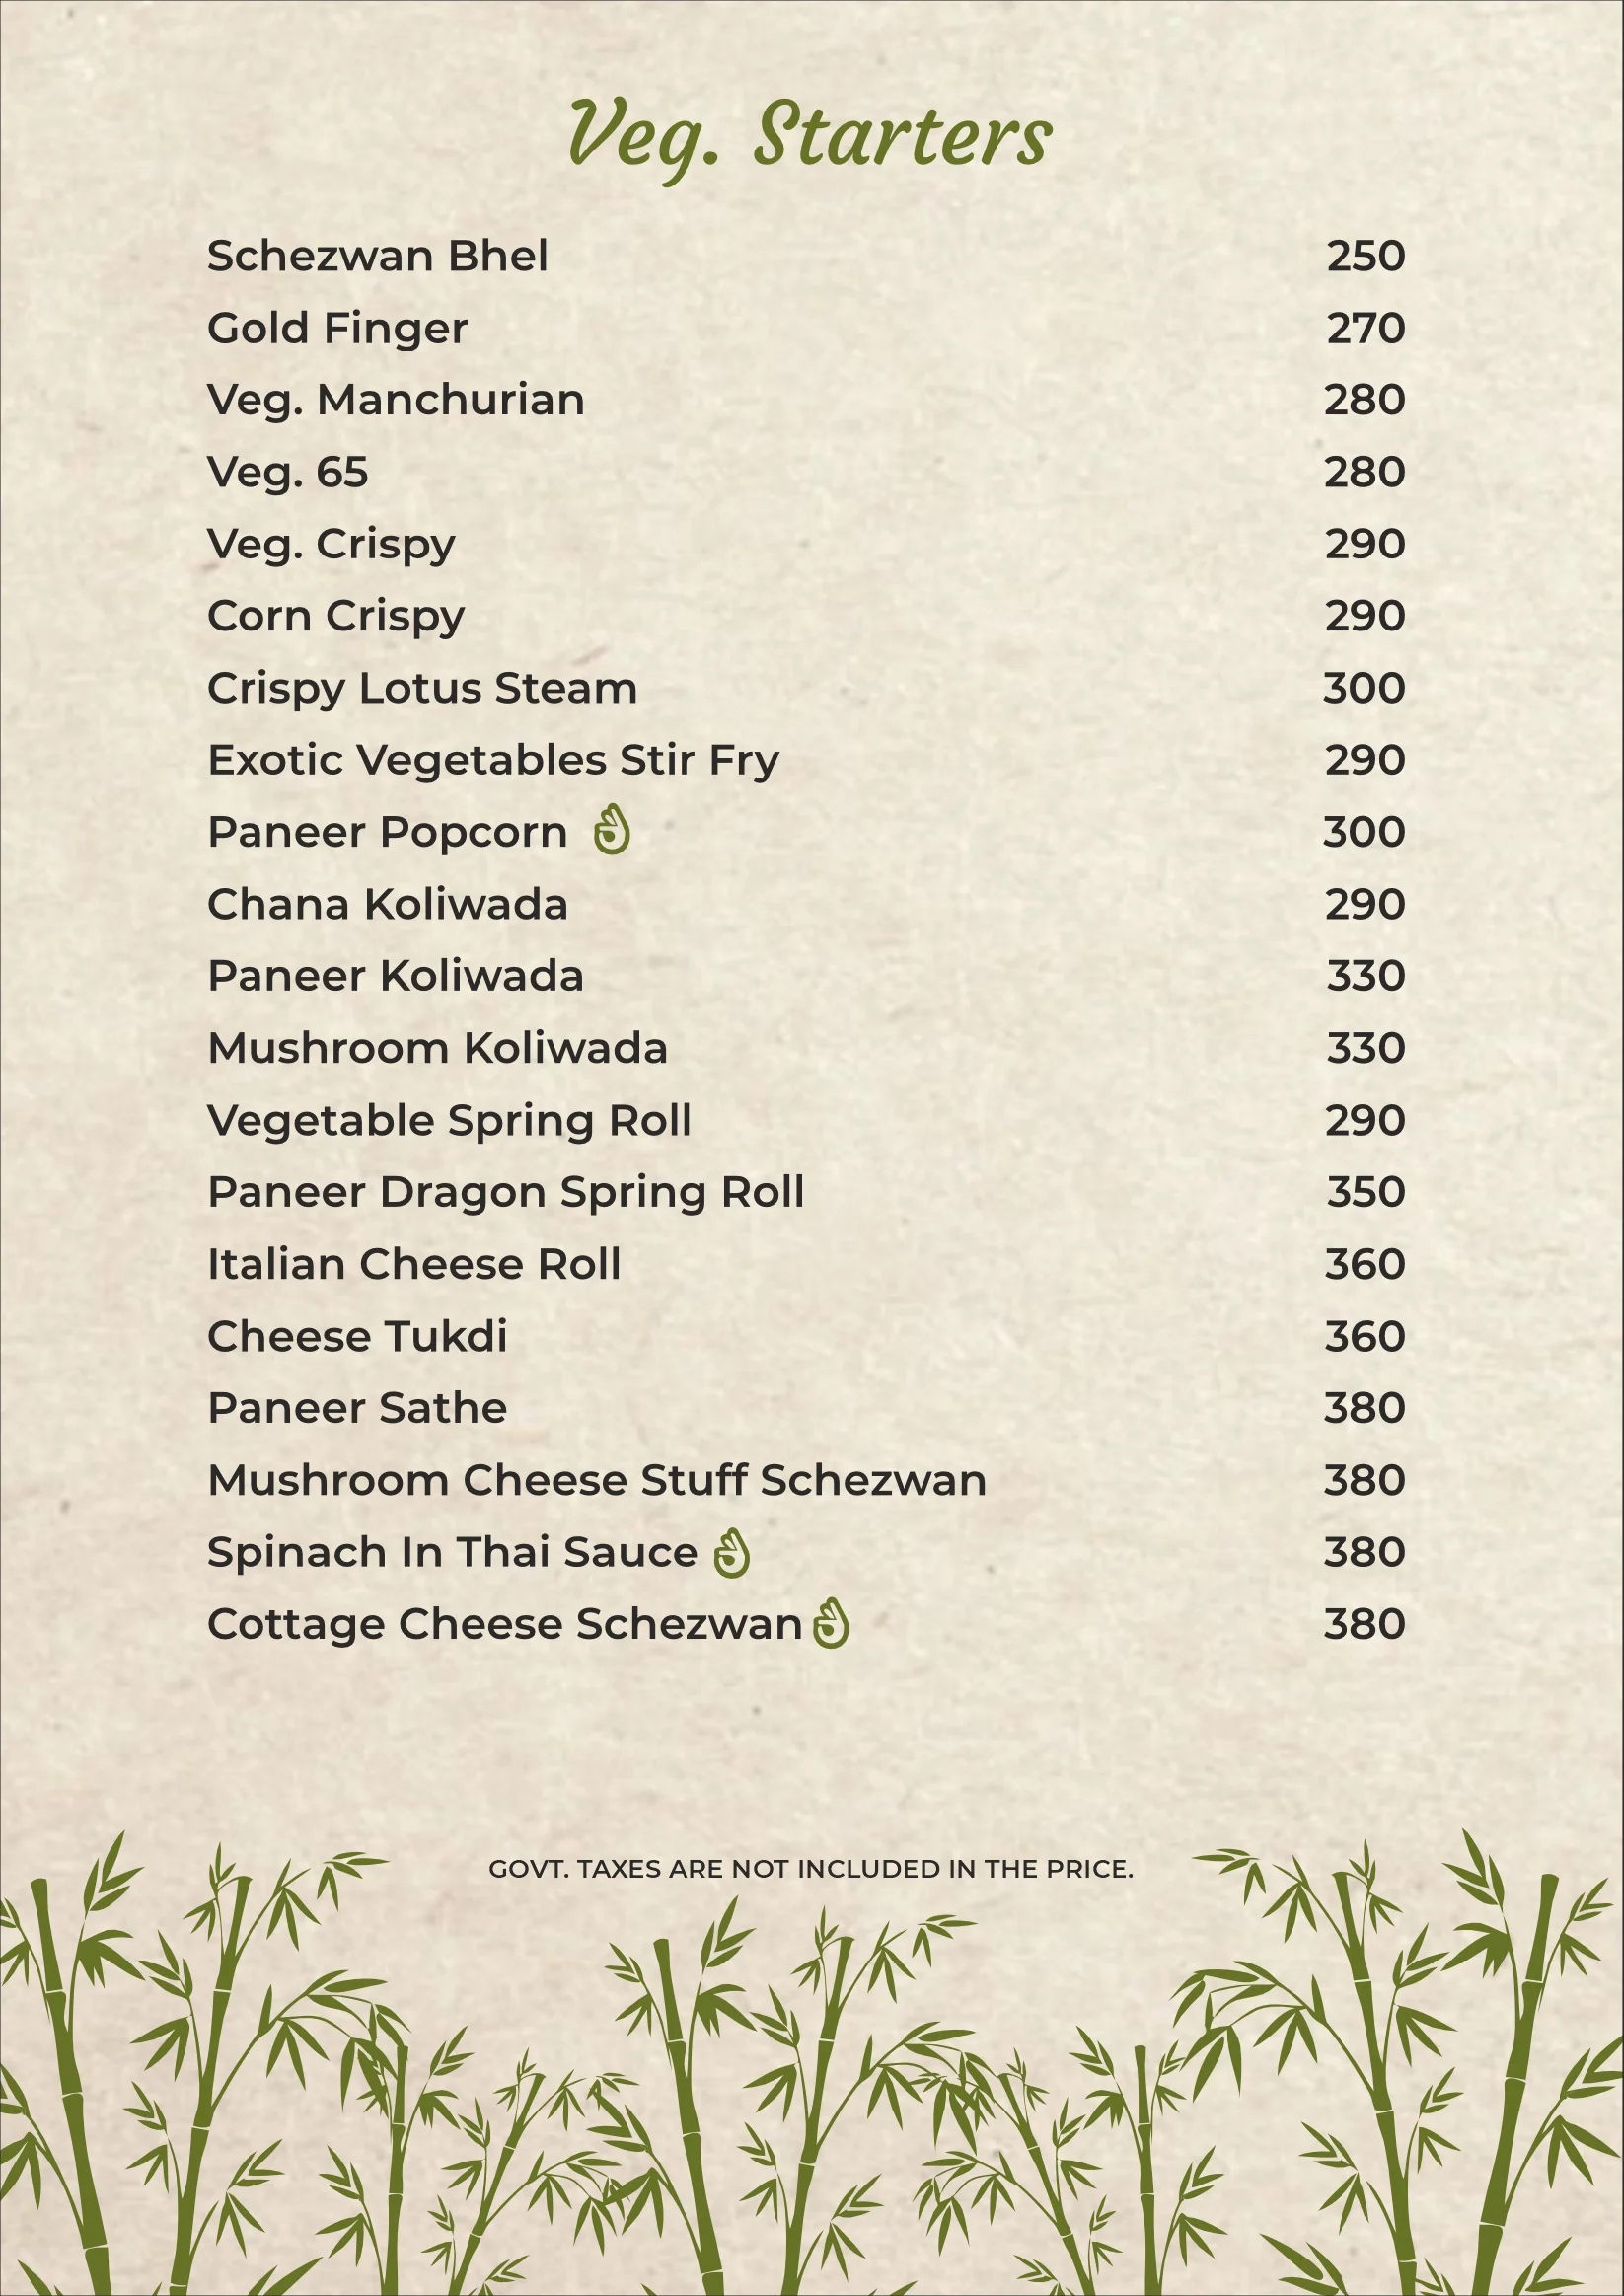 Veg. Starters
Schezwan Bhel 250
Gold Finger 270
Veg. Manchurian 280
Veg. 65 280
Veg. Crispy 290
Corn Crispy 290
Crispy Lotus Steam 300
Exotic Vegetables Stir Fry 290
Paneer Popcorn 300
Chana Koliwada 290
Paneer Koliwada 330
Mushroom Koliwada 330
Vegetable Spring Roll 290
Paneer Dragon Spring Roll 350
Italian Cheese Roll 360
Cheese Tukdi 360
Paneer Sathe 380
Mushroom Cheese Stuff Schezwan 380
Spinach In Thai Sauce 380
Cottage Cheese Schezwan 380
GOVT. TAXES ARE NOT INCLUDED IN THE PRICE.